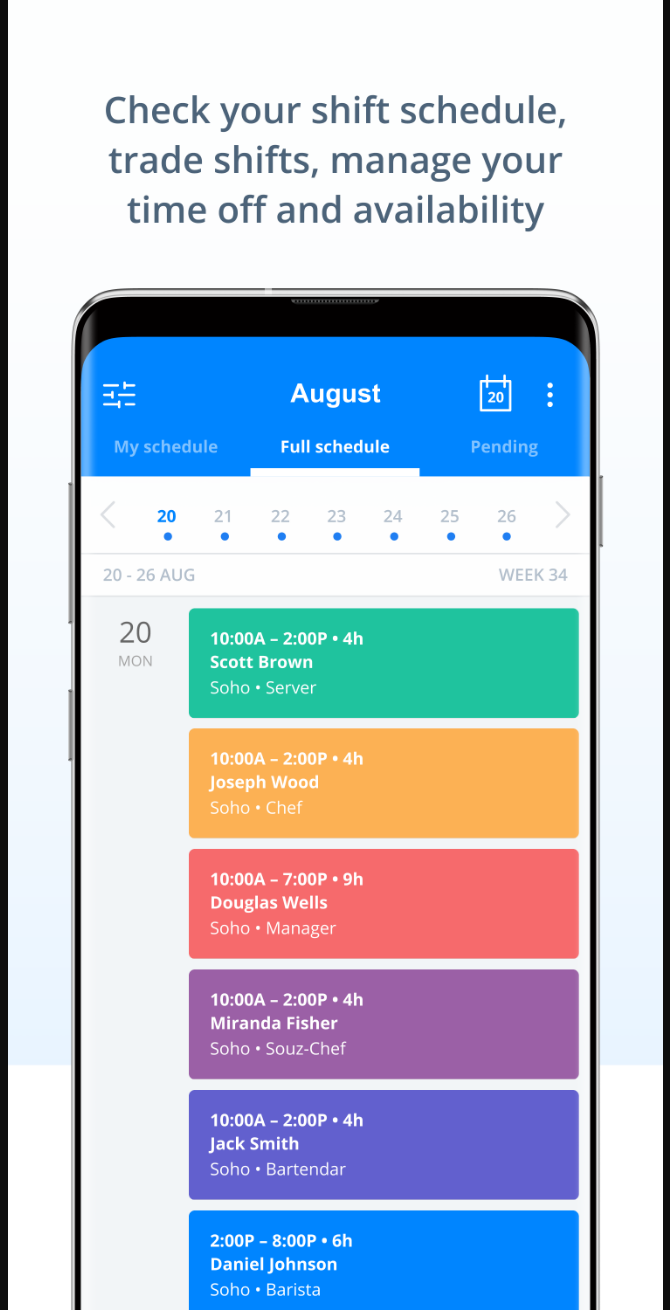 Check your shift schedule,
trade shifts, manage your
time off and availability
August
20
My schedule
Full schedule
Pending
20 21 22 23 24 25 26
20 - 26 AUG
WEEK 34
20
MON
10:00A – 2:00P • 4h
Scott Brown
Soho • Server
10:00A – 2:00P • 4h
Joseph Wood
Soho • Chef
10:00A – 7:00P • 9h
Douglas Wells
Soho • Manager
10:00A – 2:00P • 4h
Miranda Fisher
Soho • Souz-Chef
10:00A – 2:00P • 4h
Jack Smith
Soho • Bartendar
2:00P – 8:00P • 6h
Daniel Johnson
Soho • Barista